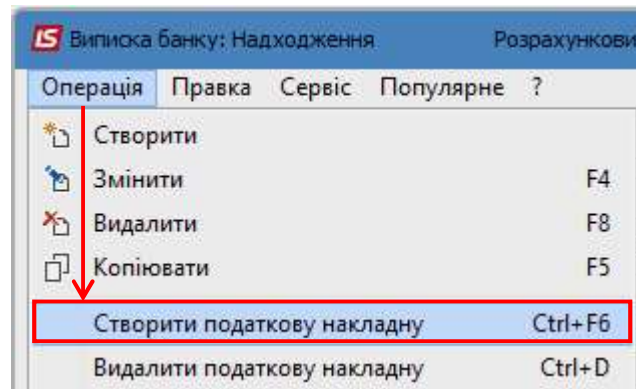 IS Виписка банку: Надходження Розрахункови
Операція Правка Сервіс Популярне ?
Створити
Змінити F4
Видалити F8
Копіювати F5
Створити податкову накладну Ctrl+F6
Видалити податкову накладну Ctrl+D